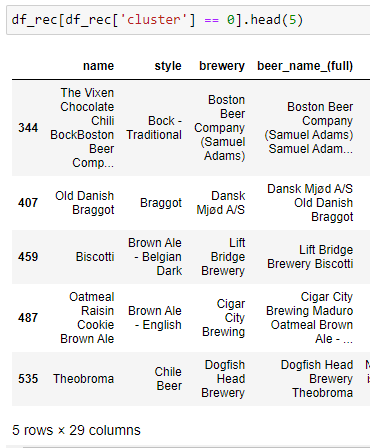 df_rec[df_rec['cluster'] == 0].head(5)
name style brewery beer_name_(full)
344 The Vixen Chocolate Chili BockBoston Beer Comp... Bock - Traditional Boston Beer Company (Samuel Adams) Boston Beer Company (Samuel Adams) Samuel Adam...
407 Old Danish Braggot Braggot Dansk Mjød A/S Dansk Mjød A/S Old Danish Braggot
459 Biscotti Brown Ale - Belgian Dark Lift Bridge Brewery Lift Bridge Brewery Biscotti
487 Oatmeal Raisin Cookie Brown Ale Brown Ale - English Cigar City Brewing Cigar City Brewing Maduro Oatmeal Brown Ale - ...
535 Theobroma Chile Beer Dogfish Head Brewery Dogfish Head Brewery Theobroma
5 rows × 29 columns